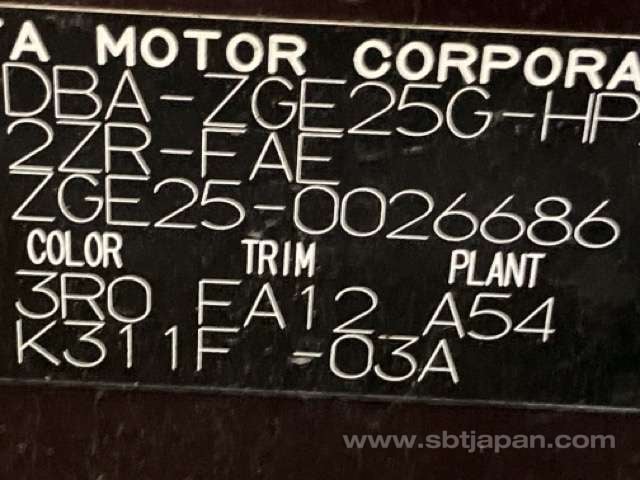 A MOTOR CORPORA
DBA-ZGE25G-HP
2ZR-FAE
ZGE25-0026686
COLOR TRIM PLANT
3R0 FA12 A54
K311F -03A
www.sbtjapan.com